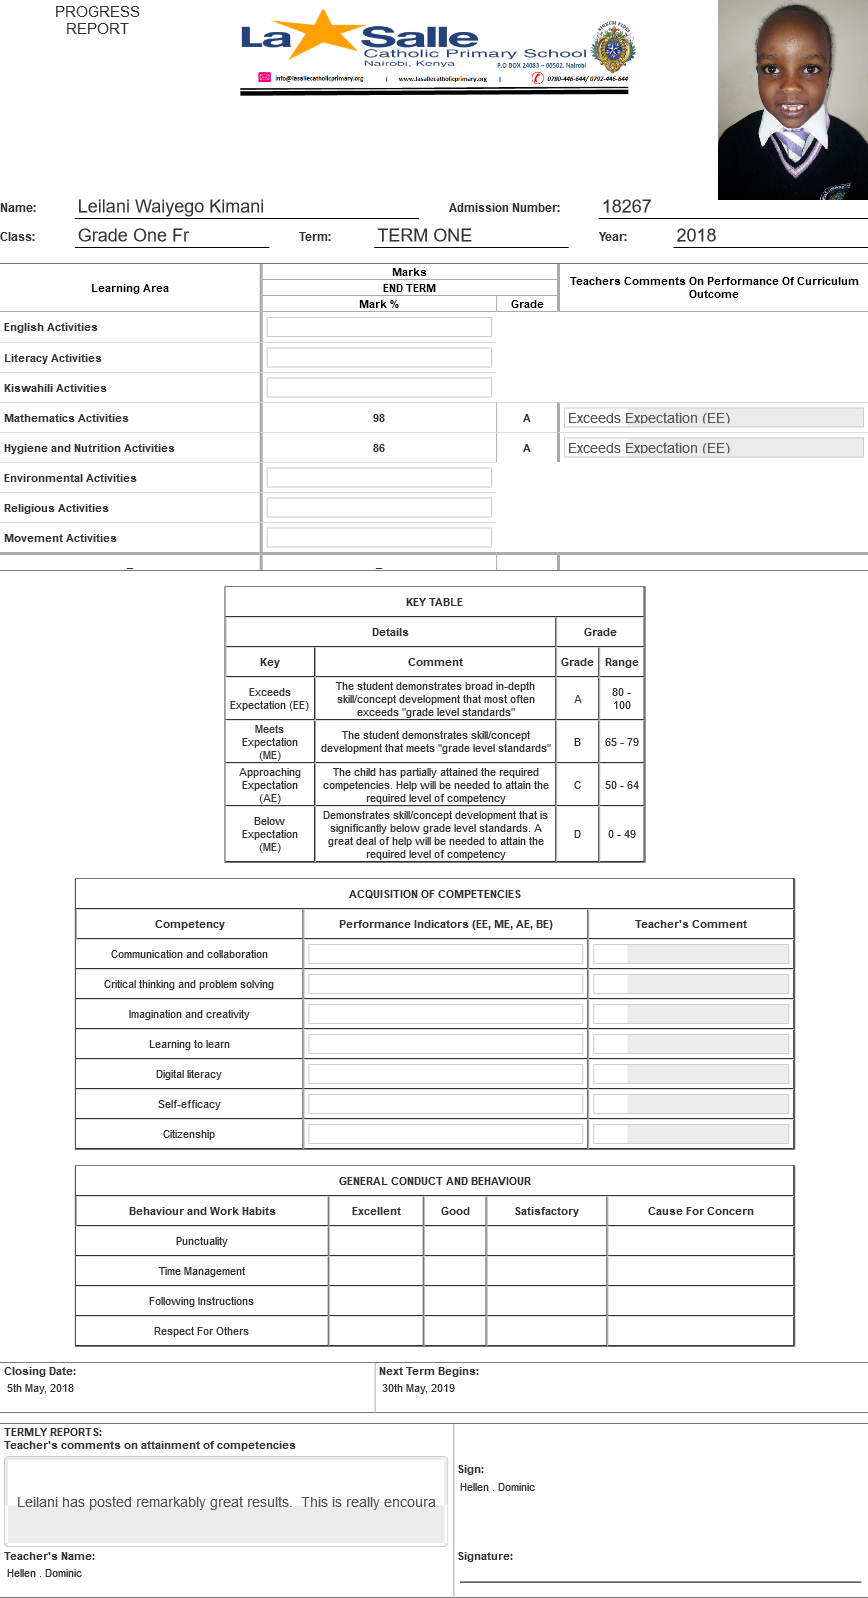 PROGRESS
REPORT
La Salle
Catholic Primary School
Nairobi, Kenya
P.O BOX 24083 – 00502. Nairobi
info@lasallecatholicprimary.org | www.lasallecatholicprimary.org | 0780-446-644/ 0792-446-644
Name: Leilani Waiyego Kimani Admission Number: 18267
Class: Grade One Fr Term: TERM ONE Year: 2018
Learning Area Marks Teachers Comments On Performance Of Curriculum Outcome
END TERM
Mark % Grade
English Activities
Literacy Activities
Kiswahili Activities
Mathematics Activities 98 A Exceeds Expectation (EE)
Hygiene and Nutrition Activities 86 A Exceeds Expectation (EE)
Environmental Activities
Religious Activities
Movement Activities
– –
KEY TABLE
Details Grade
Key Comment Grade Range
Exceeds Expectation (EE) The student demonstrates broad in-depth skill/concept development that most often exceeds "grade level standards" A 80 - 100
Meets Expectation (ME) The student demonstrates skill/concept development that meets "grade level standards" B 65 - 79
Approaching Expectation (AE) The child has partially attained the required competencies. Help will be needed to attain the required level of competency C 50 - 64
Below Expectation (ME) Demonstrates skill/concept development that is significantly below grade level standards. A great deal of help will be needed to attain the required level of competency D 0 - 49
ACQUISITION OF COMPETENCIES
Competency Performance Indicators (EE, ME, AE, BE) Teacher's Comment
Communication and collaboration
Critical thinking and problem solving
Imagination and creativity
Learning to learn
Digital literacy
Self-efficacy
Citizenship
GENERAL CONDUCT AND BEHAVIOUR
Behaviour and Work Habits Excellent Good Satisfactory Cause For Concern
Punctuality
Time Management
Following Instructions
Respect For Others
Closing Date: Next Term Begins:
5th May, 2018 30th May, 2019
TERMLY REPORTS:
Teacher's comments on attainment of competencies
Leilani has posted remarkably great results. This is really encoura
Sign:
Hellen . Dominic
Teacher's Name: Signature:
Hellen . Dominic